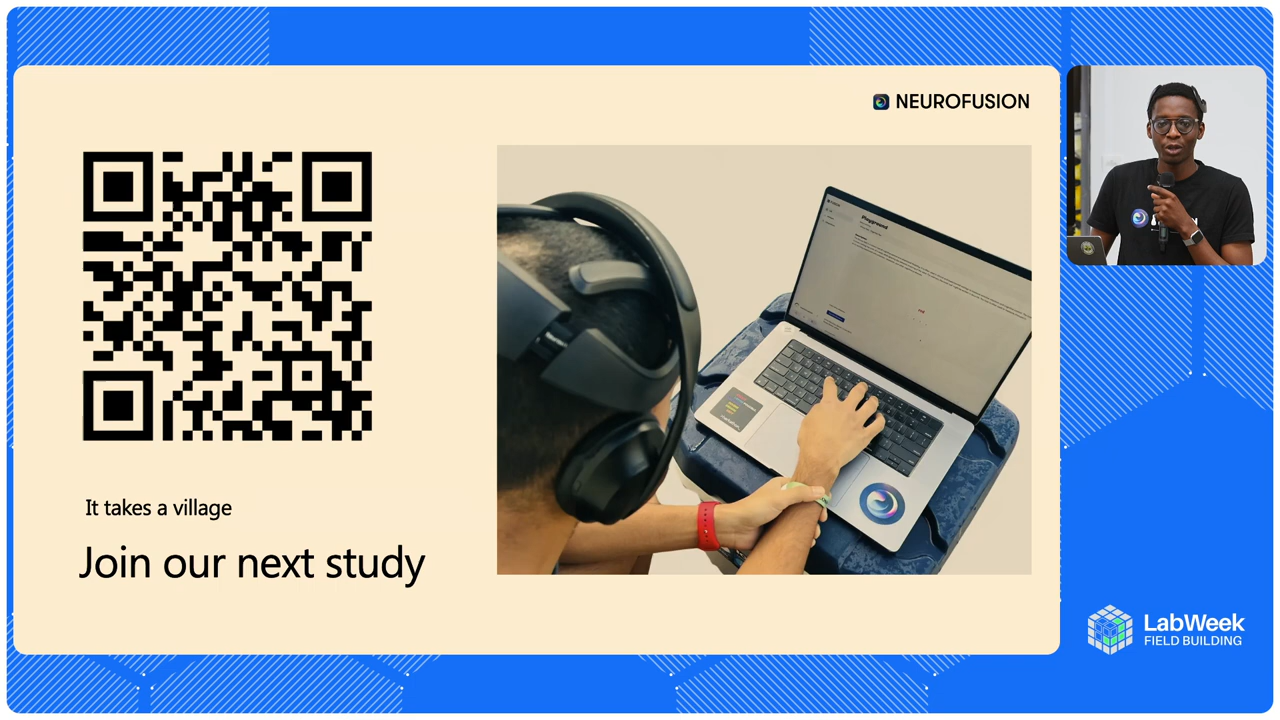 NEUROFUSION
Playground
It takes a village
Join our next study
LabWeek
FIELD BUILDING